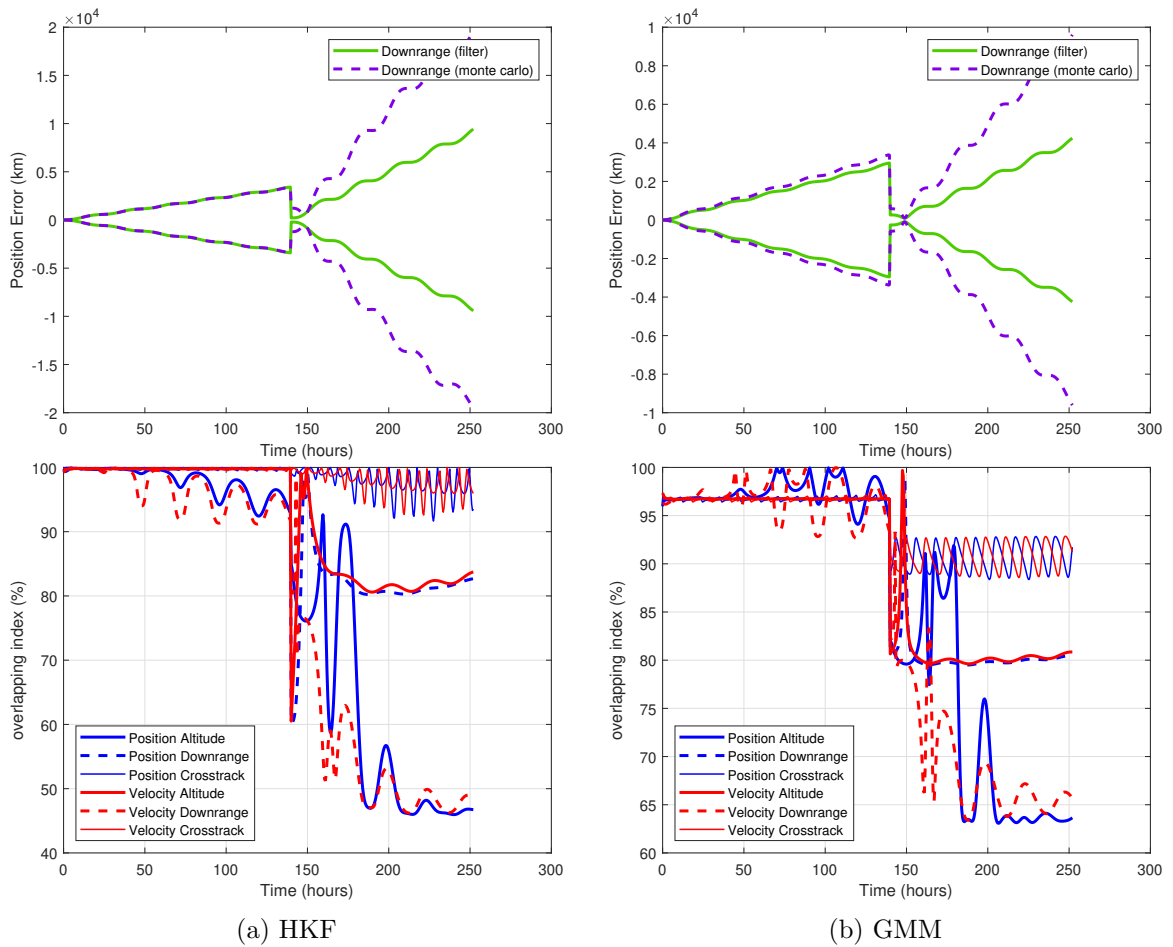 ×10⁴
2
1.5
1
0.5
0
-0.5
-1
-1.5
-2
Position Error (km)
0
50
100
150
200
250
300
Time (hours)
Downrange (filter)
Downrange (monte carlo)
×10⁴
1
0.8
0.6
0.4
0.2
0
-0.2
-0.4
-0.6
-0.8
-1
Position Error (km)
0
50
100
150
200
250
300
Time (hours)
Downrange (filter)
Downrange (monte carlo)
100
90
80
70
60
50
40
overlapping index (%)
0
50
100
150
200
250
300
Time (hours)
Position Altitude
Position Downrange
Position Crosstrack
Velocity Altitude
Velocity Downrange
Velocity Crosstrack
(a) HKF
100
95
90
85
80
75
70
65
60
overlapping index (%)
0
50
100
150
200
250
300
Time (hours)
Position Altitude
Position Downrange
Position Crosstrack
Velocity Altitude
Velocity Downrange
Velocity Crosstrack
(b) GMM